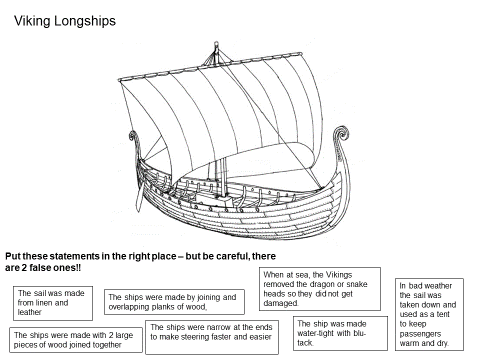 Viking Longships
Put these statements in the right place – but be careful, there
are 2 false ones!!
The sail was made
from linen and
leather
The ships were made by joining and
overlapping planks of wood,
When at sea, the Vikings
removed the dragon or snake
heads so they did not get
damaged.
In bad weather
the sail was
taken down and
used as a tent
to keep
passengers
warm and dry.
The ships were made with 2 large
pieces of wood joined together
The ships were narrow at the ends
to make steering faster and easier
The ship was made
water-tight with blu-
tack.